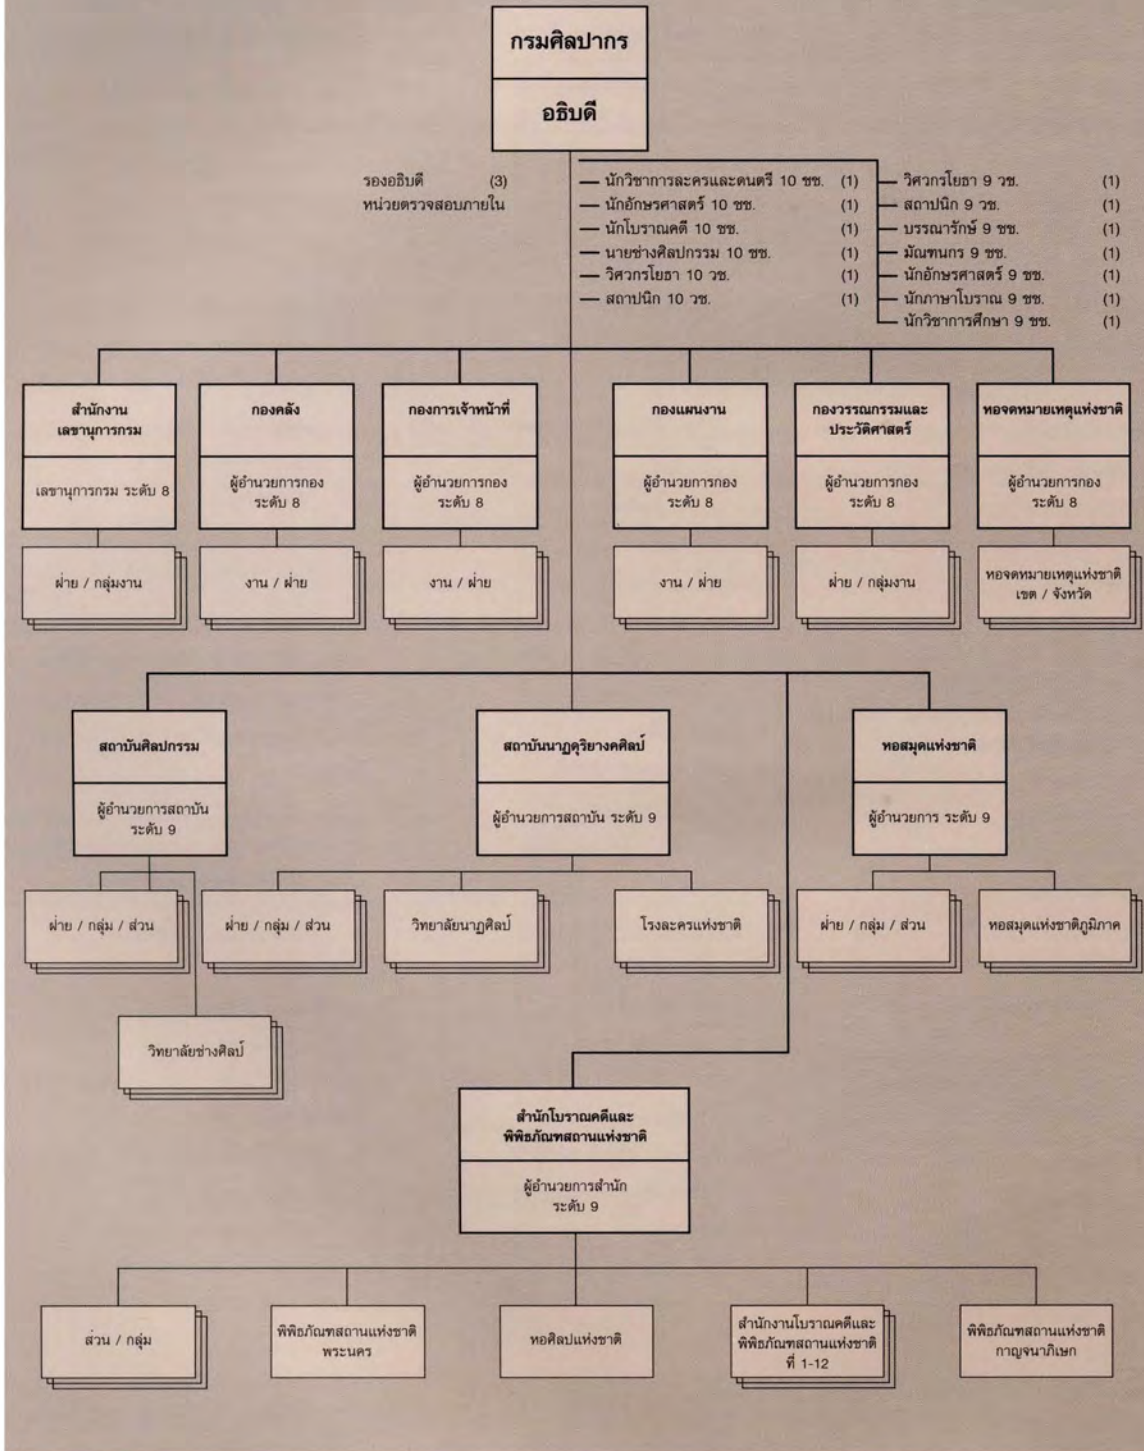 กรมศิลปากร
อธิบดี
รองอธิบดี (3)
หน่วยตรวจสอบภายใน
— นักวิชาการละครและดนตรี 10 ชช. (1)
— นักอักษรศาสตร์ 10 ชช. (1)
— นักโบราณคดี 10 ชช. (1)
— นายช่างศิลปกรรม 10 ชช. (1)
— วิศวกรโยธา 10 วช. (1)
— สถาปนิก 10 วช. (1)
— วิศวกรโยธา 9 วช. (1)
— สถาปนิก 9 วช. (1)
— บรรณารักษ์ 9 ชช. (1)
— มัณฑนกร 9 ชช. (1)
— นักอักษรศาสตร์ 9 ชช. (1)
— นักภาษาโบราณ 9 ชช. (1)
— นักวิชาการศึกษา 9 ชช. (1)
สำนักงาน
เลขานุการกรม
เลขานุการกรม ระดับ 8
ฝ่าย / กลุ่มงาน
กองคลัง
ผู้อำนวยการกอง
ระดับ 8
งาน / ฝ่าย
กองการเจ้าหน้าที่
ผู้อำนวยการกอง
ระดับ 8
งาน / ฝ่าย
กองแผนงาน
ผู้อำนวยการกอง
ระดับ 8
งาน / ฝ่าย
กองวรรณกรรมและ
ประวัติศาสตร์
ผู้อำนวยการกอง
ระดับ 8
ฝ่าย / กลุ่มงาน
หอจดหมายเหตุแห่งชาติ
ผู้อำนวยการกอง
ระดับ 8
หอจดหมายเหตุแห่งชาติ
เขต / จังหวัด
สถาบันศิลปกรรม
ผู้อำนวยการสถาบัน
ระดับ 9
ฝ่าย / กลุ่ม / ส่วน
วิทยาลัยช่างศิลป์
สถาบันนาฏดุริยางคศิลป์
ผู้อำนวยการสถาบัน ระดับ 9
ฝ่าย / กลุ่ม / ส่วน
วิทยาลัยนาฏศิลป์
โรงละครแห่งชาติ
หอสมุดแห่งชาติ
ผู้อำนวยการ ระดับ 9
ฝ่าย / กลุ่ม / ส่วน
หอสมุดแห่งชาติภูมิภาค
สำนักโบราณคดีและ
พิพิธภัณฑสถานแห่งชาติ
ผู้อำนวยการสำนัก
ระดับ 9
ส่วน / กลุ่ม
พิพิธภัณฑสถานแห่งชาติ
พระนคร
หอศิลปแห่งชาติ
สำนักงานโบราณคดีและ
พิพิธภัณฑสถานแห่งชาติ
ที่ 1-12
พิพิธภัณฑสถานแห่งชาติ
กาญจนาภิเษก